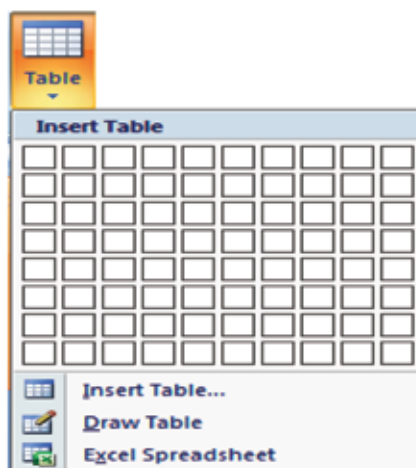 Table
Insert Table
Insert Table...
Draw Table
Excel Spreadsheet